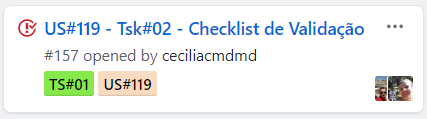 US#119 - Tsk#02 - Checklist de Validação
#157 opened by ceciliacmdmd
TS#01 US#119